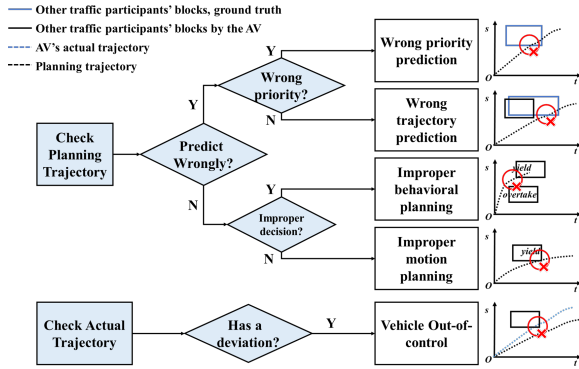 Other traffic participants' blocks, ground truth
Other traffic participants' blocks by the AV
AV's actual trajectory
Planning trajectory
Check
Planning
Trajectory
Predict
Wrongly?
Y
N
Wrong
priority?
Y
N
Improper
decision?
Y
N
Wrong priority
prediction
Wrong
trajectory
prediction
Improper
behavioral
planning
Improper
motion
planning
Check Actual
Trajectory
Has a
deviation?
Y
Vehicle Out-of-
control
s
O
t
s
O
t
s
yield
overtake
O
t
s
yield
O
t
s
O
t